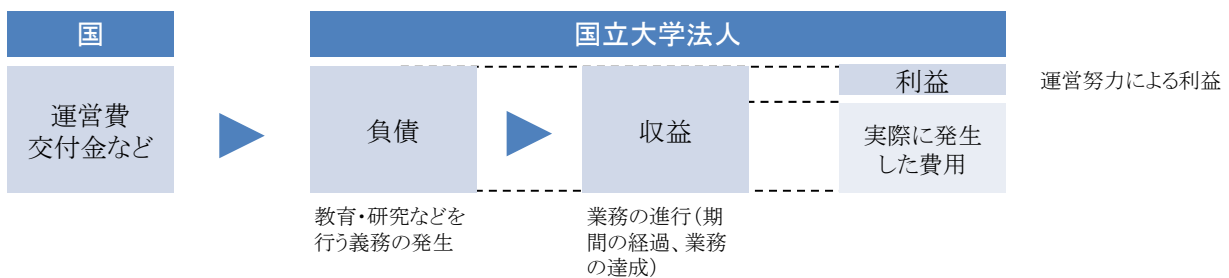 国
国立大学法人
運営費
交付金など
負債
収益
利益
運営努力による利益
実際に発生
した費用
教育・研究などを
行う義務の発生
業務の進行（期
間の経過、業務
の達成）